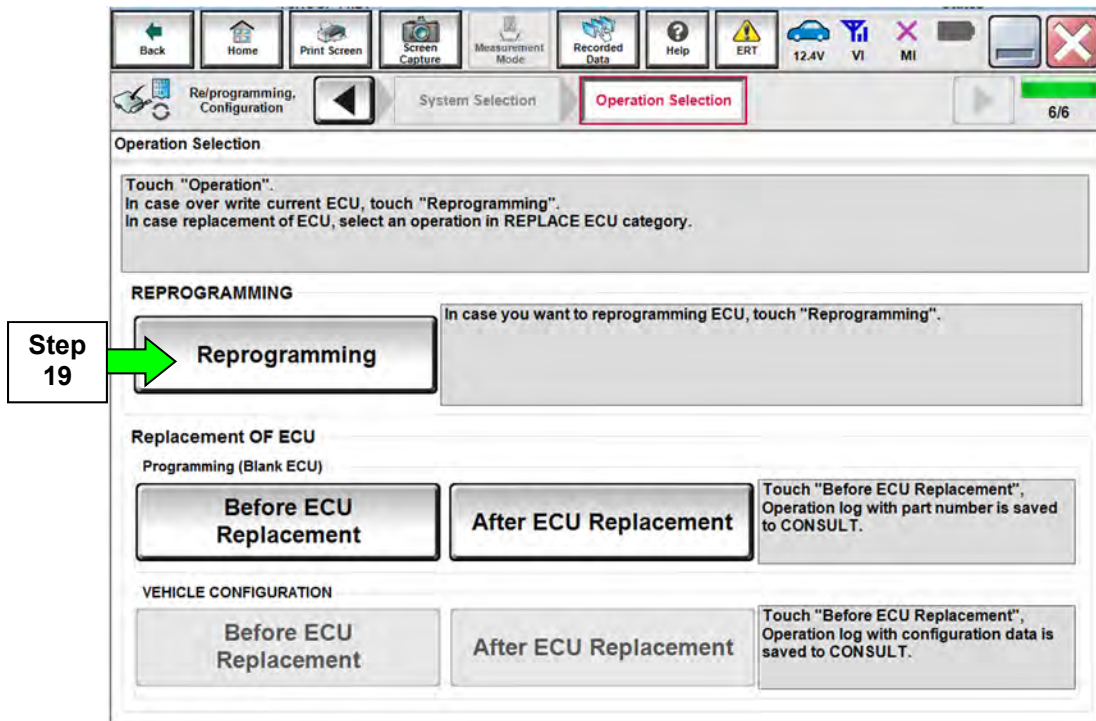 Back
Home
Print Screen
Screen
Capture
Measurement
Mode
Recorded
Data
Help
ERT
12.4V
VI
MI
Re/programming,
Configuration
System Selection
Operation Selection
6/6
Operation Selection
Touch "Operation".
In case over write current ECU, touch "Reprogramming".
In case replacement of ECU, select an operation in REPLACE ECU category.
REPROGRAMMING
Step
19
Reprogramming
In case you want to reprogramming ECU, touch "Reprogramming".
Replacement OF ECU
Programming (Blank ECU)
Before ECU
Replacement
After ECU Replacement
Touch "Before ECU Replacement",
Operation log with part number is saved
to CONSULT.
VEHICLE CONFIGURATION
Before ECU
Replacement
After ECU Replacement
Touch "Before ECU Replacement",
Operation log with configuration data is
saved to CONSULT.